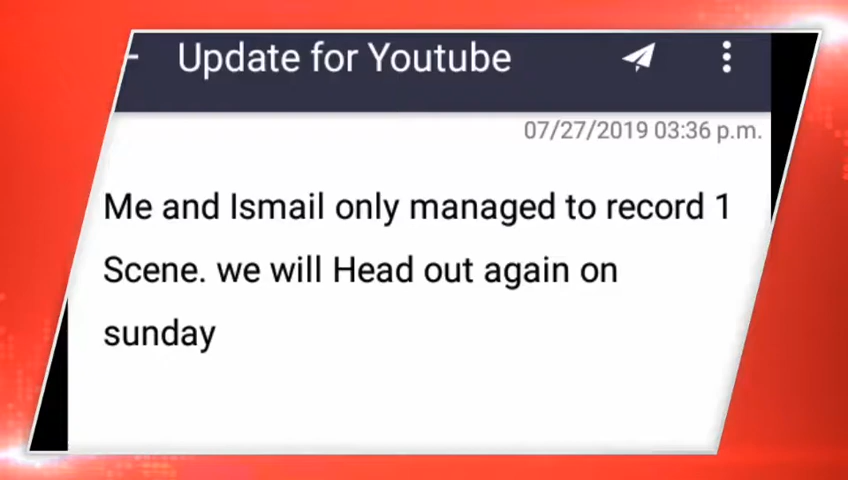 Update for Youtube
07/27/2019 03:36 p.m.
Me and Ismail only managed to record 1
Scene. we will Head out again on
sunday